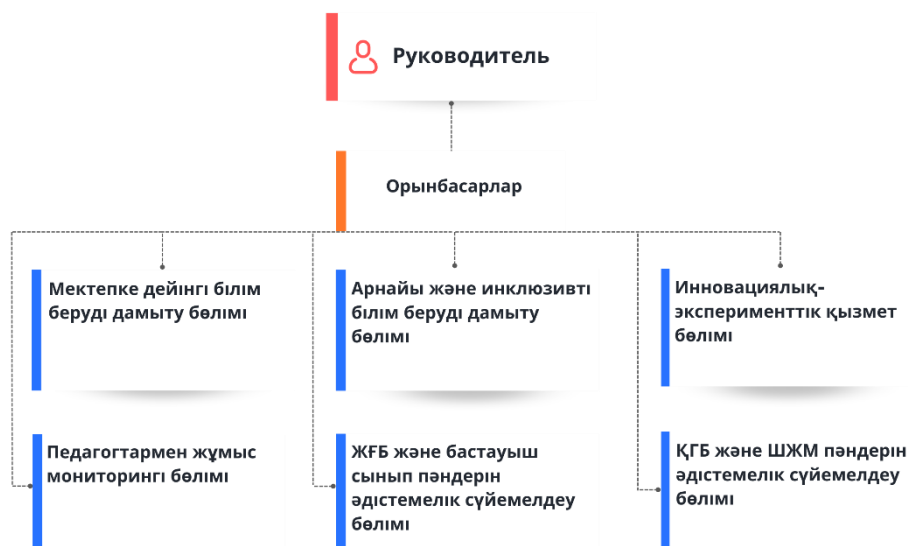 Руководитель
Орынбасарлар
Мектепке дейінгі білім
беруді дамыту бөлімі
Арнайы және инклюзивті
білім беруді дамыту
бөлімі
Инновациялық-
эксперименттік қызмет
бөлімі
Педагогтармен жұмыс
мониторингі бөлімі
ЖҒБ және бастауыш
сынып пәндерін
әдістемелік сүйемелдеу
бөлімі
ҚГБ және ШЖМ пәндерін
әдістемелік сүйемелдеу
бөлімі